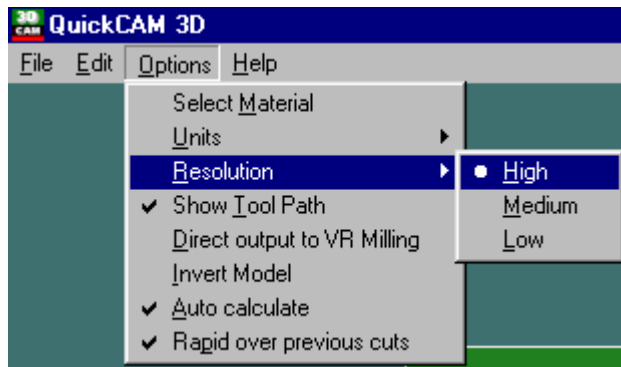 3D CAM QuickCAM 3D
File Edit Options Help
Select Material
Units
Resolution
Show Tool Path
Direct output to VR Milling
Invert Model
Auto calculate
Rapid over previous cuts
High
Medium
Low